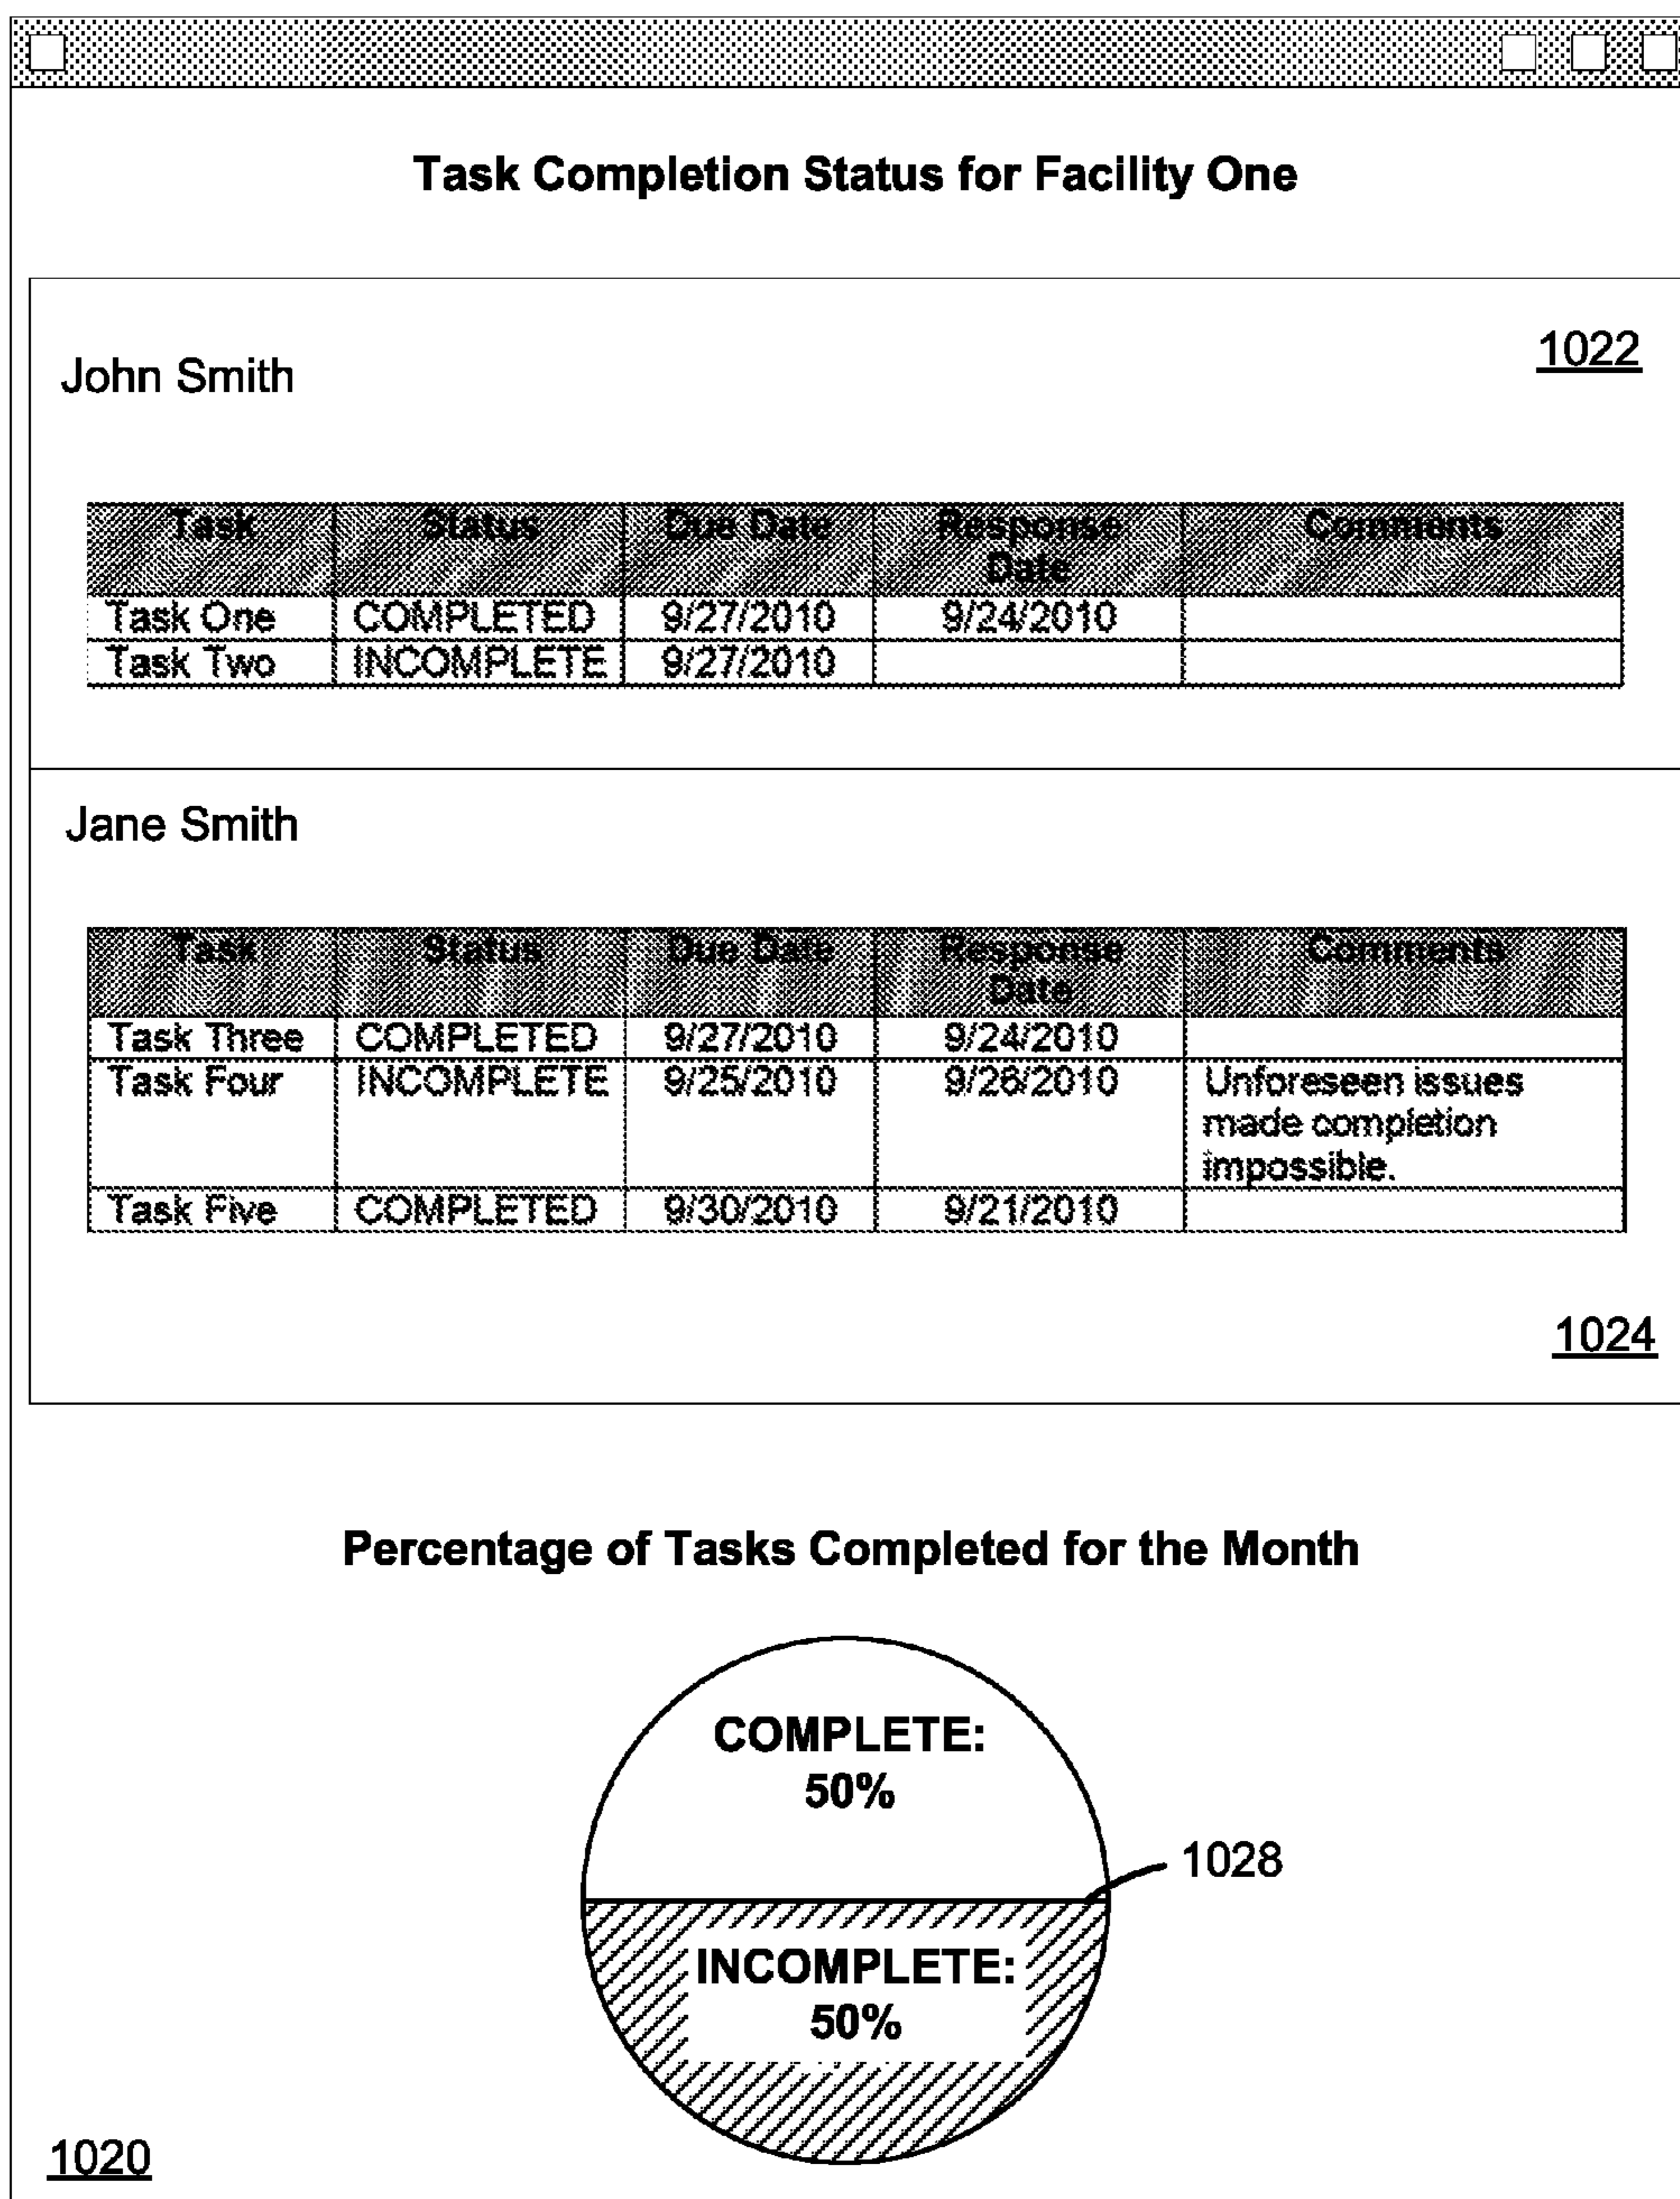 Task Completion Status for Facility One
1022
John Smith
Task Status Due Date Response Comments
Date
Task One COMPLETED 9/27/2010 9/24/2010
Task Two INCOMPLETE 9/27/2010
Jane Smith
Task Status Due Date Response Comments
Date
Task Three COMPLETED 9/27/2010 9/24/2010
Task Four INCOMPLETE 9/25/2010 9/26/2010 Unforeseen issues
made completion
impossible.
Task Five COMPLETED 9/30/2010 9/21/2010
1024
Percentage of Tasks Completed for the Month
COMPLETE:
50%
1028
INCOMPLETE:
50%
1020